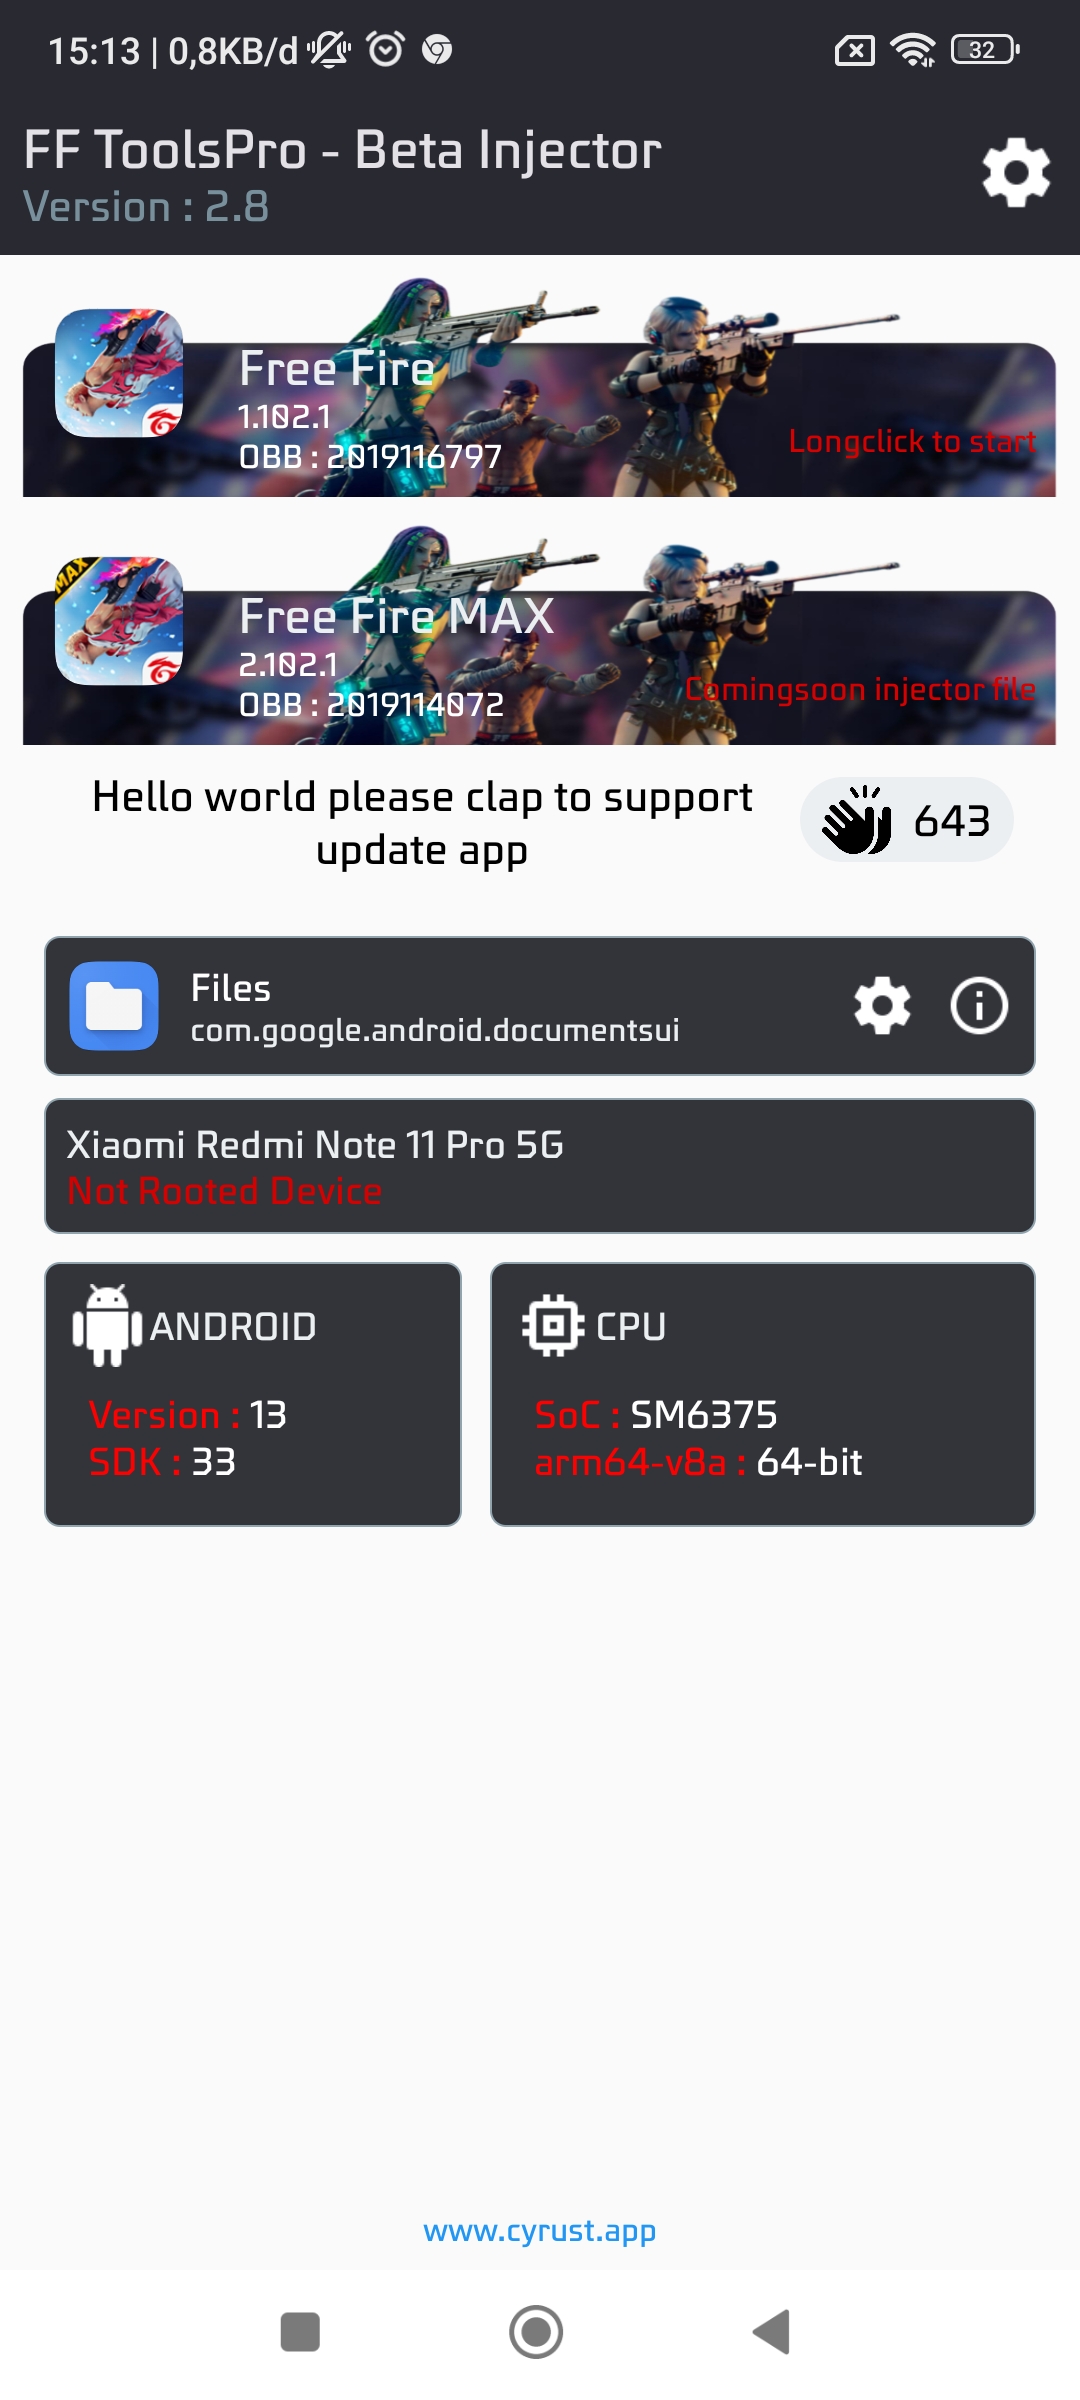 15:13 | 0,8KB/d
32
FF ToolsPro - Beta Injector
Version : 2.8
Free Fire
1.102.1
OBB : 2019116797
Longclick to start
MAX
Free Fire MAX
2.102.1
OBB : 2019114072
Comingsoon injector file
Hello world please clap to support
update app
643
Files
com.google.android.documentsui
Xiaomi Redmi Note 11 Pro 5G
Not Rooted Device
ANDROID
Version : 13
SDK : 33
CPU
SoC : SM6375
arm64-v8a : 64-bit
www.cyrust.app